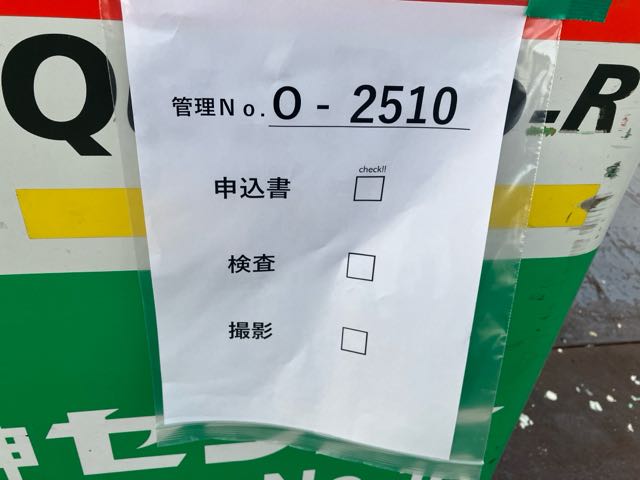 管理No. O - 2510
申込書 check!! □
検査 □
撮影 □
-R